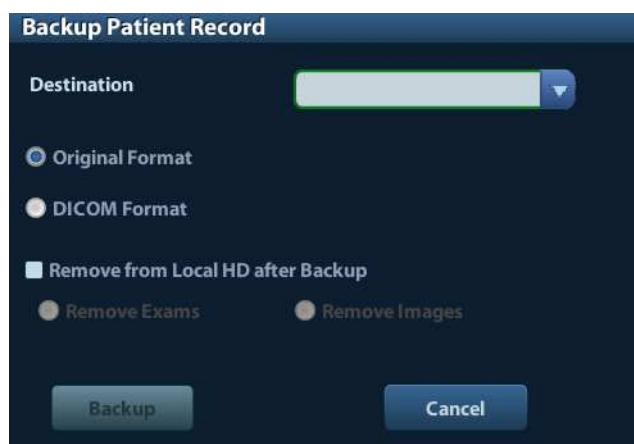 Backup Patient Record
Destination
Original Format
DICOM Format
Remove from Local HD after Backup
Remove Exams Remove Images
Backup Cancel